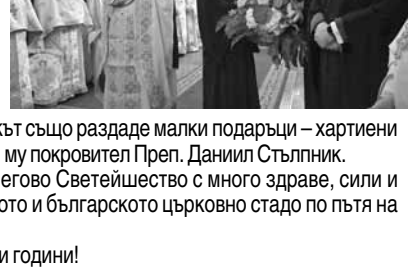 кът също раздаде малки подаръци – хартиени
му покровител Преп. Даниил Стълпник.
егово Светейшество с много здраве, сили и
ото и българското църковно стадо по пътя на
и години!